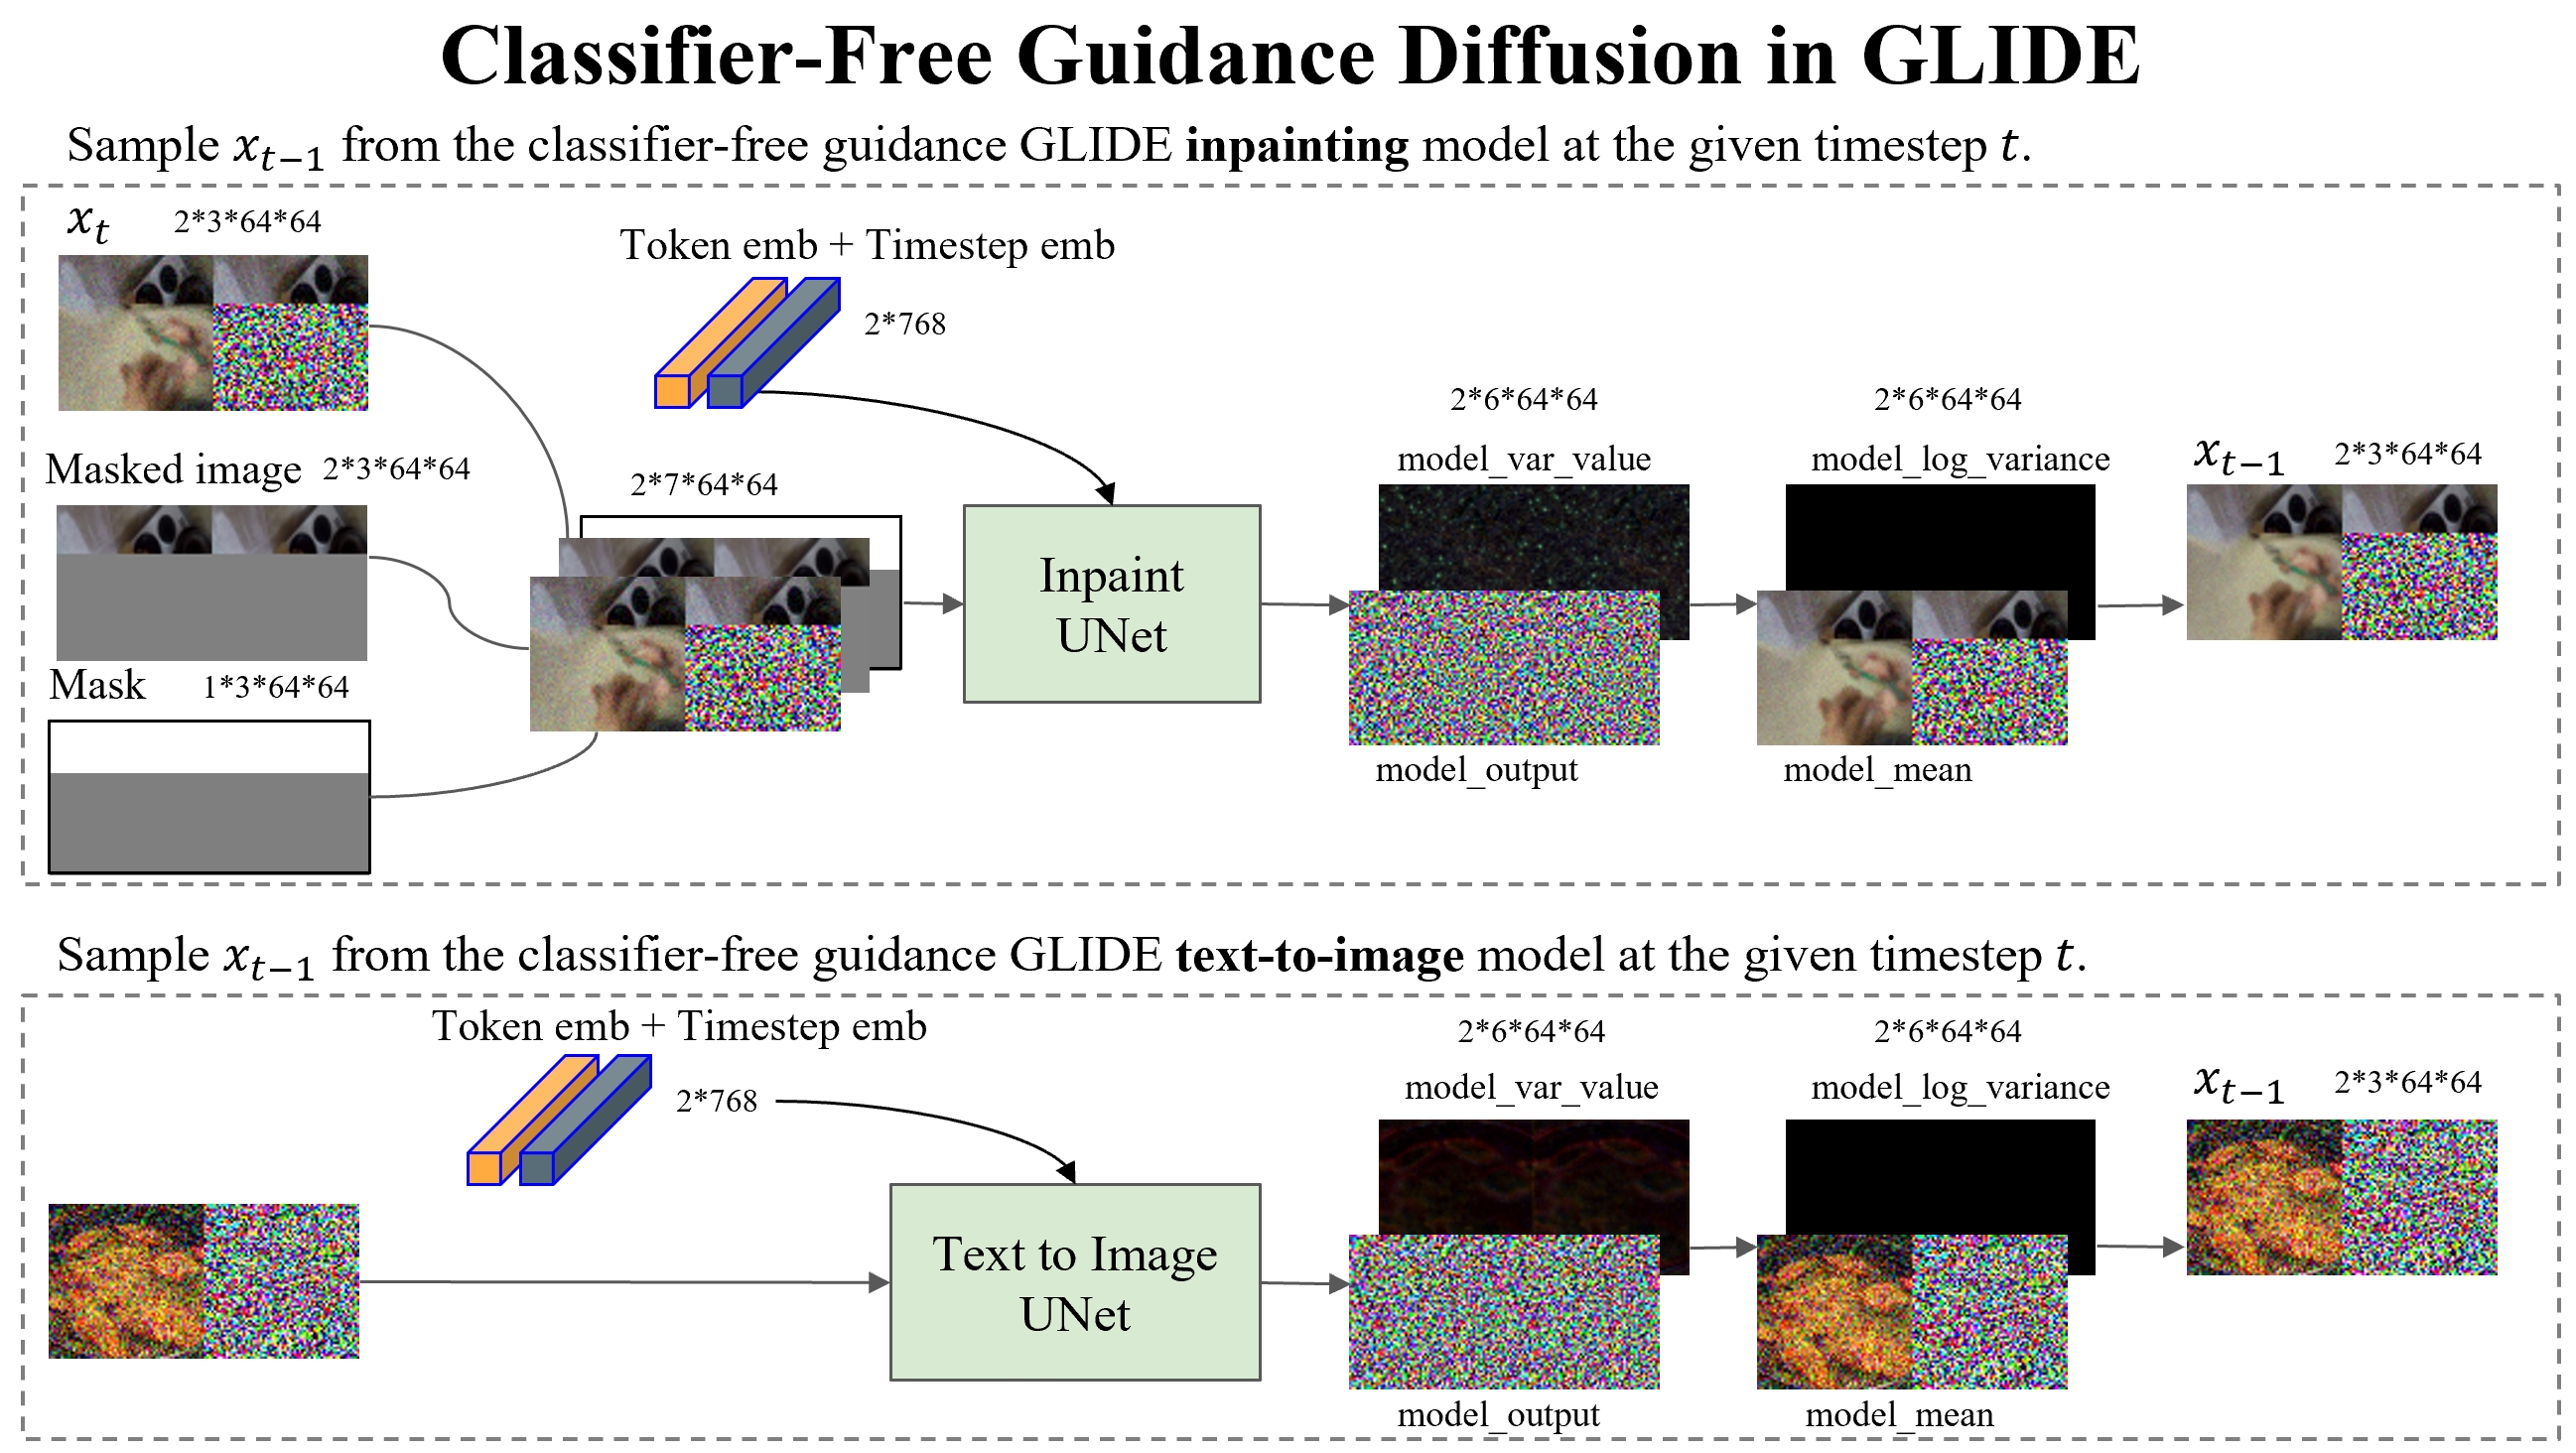 Classifier-Free Guidance Diffusion in GLIDE
Sample x_{t−1} from the classifier-free guidance GLIDE inpainting model at the given timestep t.
x_t 2*3*64*64
Token emb + Timestep emb
2*768
Masked image 2*3*64*64
2*7*64*64
Mask 1*3*64*64
Inpaint
UNet
2*6*64*64
model_var_value
model_output
2*6*64*64
model_log_variance
model_mean
x_{t−1} 2*3*64*64
Sample x_{t−1} from the classifier-free guidance GLIDE text-to-image model at the given timestep t.
Token emb + Timestep emb
2*768
Text to Image
UNet
2*6*64*64
model_var_value
model_output
2*6*64*64
model_log_variance
model_mean
x_{t−1} 2*3*64*64